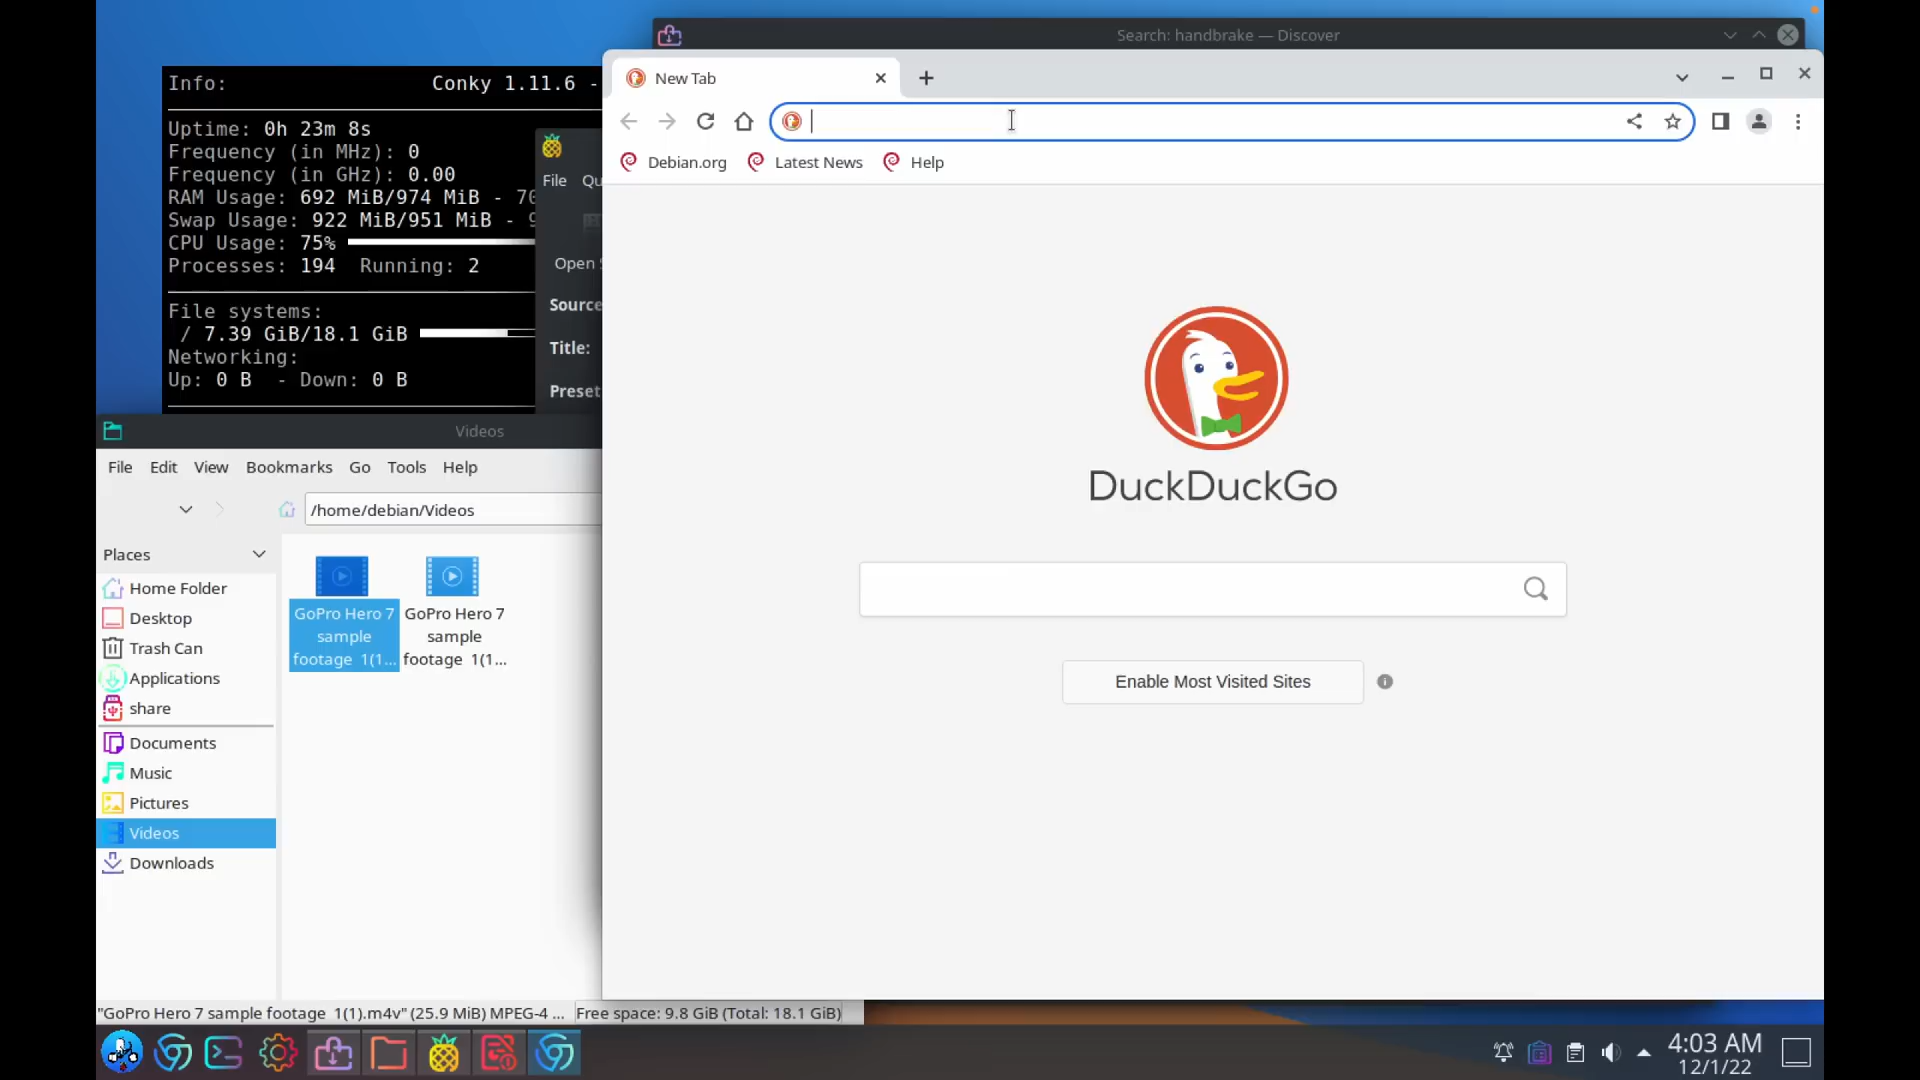 Search: handbrake — Discover
Info: Conky 1.11.6 -
New Tab
Uptime: 0h 23m 8s
Frequency (in MHz): 0
Frequency (in GHz): 0.00
RAM Usage: 692 MiB/974 MiB - 70
Swap Usage: 922 MiB/951 MiB - 9
CPU Usage: 75%
Processes: 194 Running: 2
File systems:
/ 7.39 GiB/18.1 GiB
Networking:
Up: 0 B - Down: 0 B
File Qu
Open S
Source
Title:
Preset
Debian.org Latest News Help
DuckDuckGo
Enable Most Visited Sites
Videos
File Edit View Bookmarks Go Tools Help
/home/debian/Videos
Places
Home Folder
Desktop
Trash Can
Applications
share
Documents
Music
Pictures
Videos
Downloads
GoPro Hero 7
sample
footage 1(1...
GoPro Hero 7
sample
footage 1(1...
"GoPro Hero 7 sample footage 1(1).m4v" (25.9 MiB) MPEG-4 ... Free space: 9.8 GiB (Total: 18.1 GiB)
4:03 AM
12/1/22